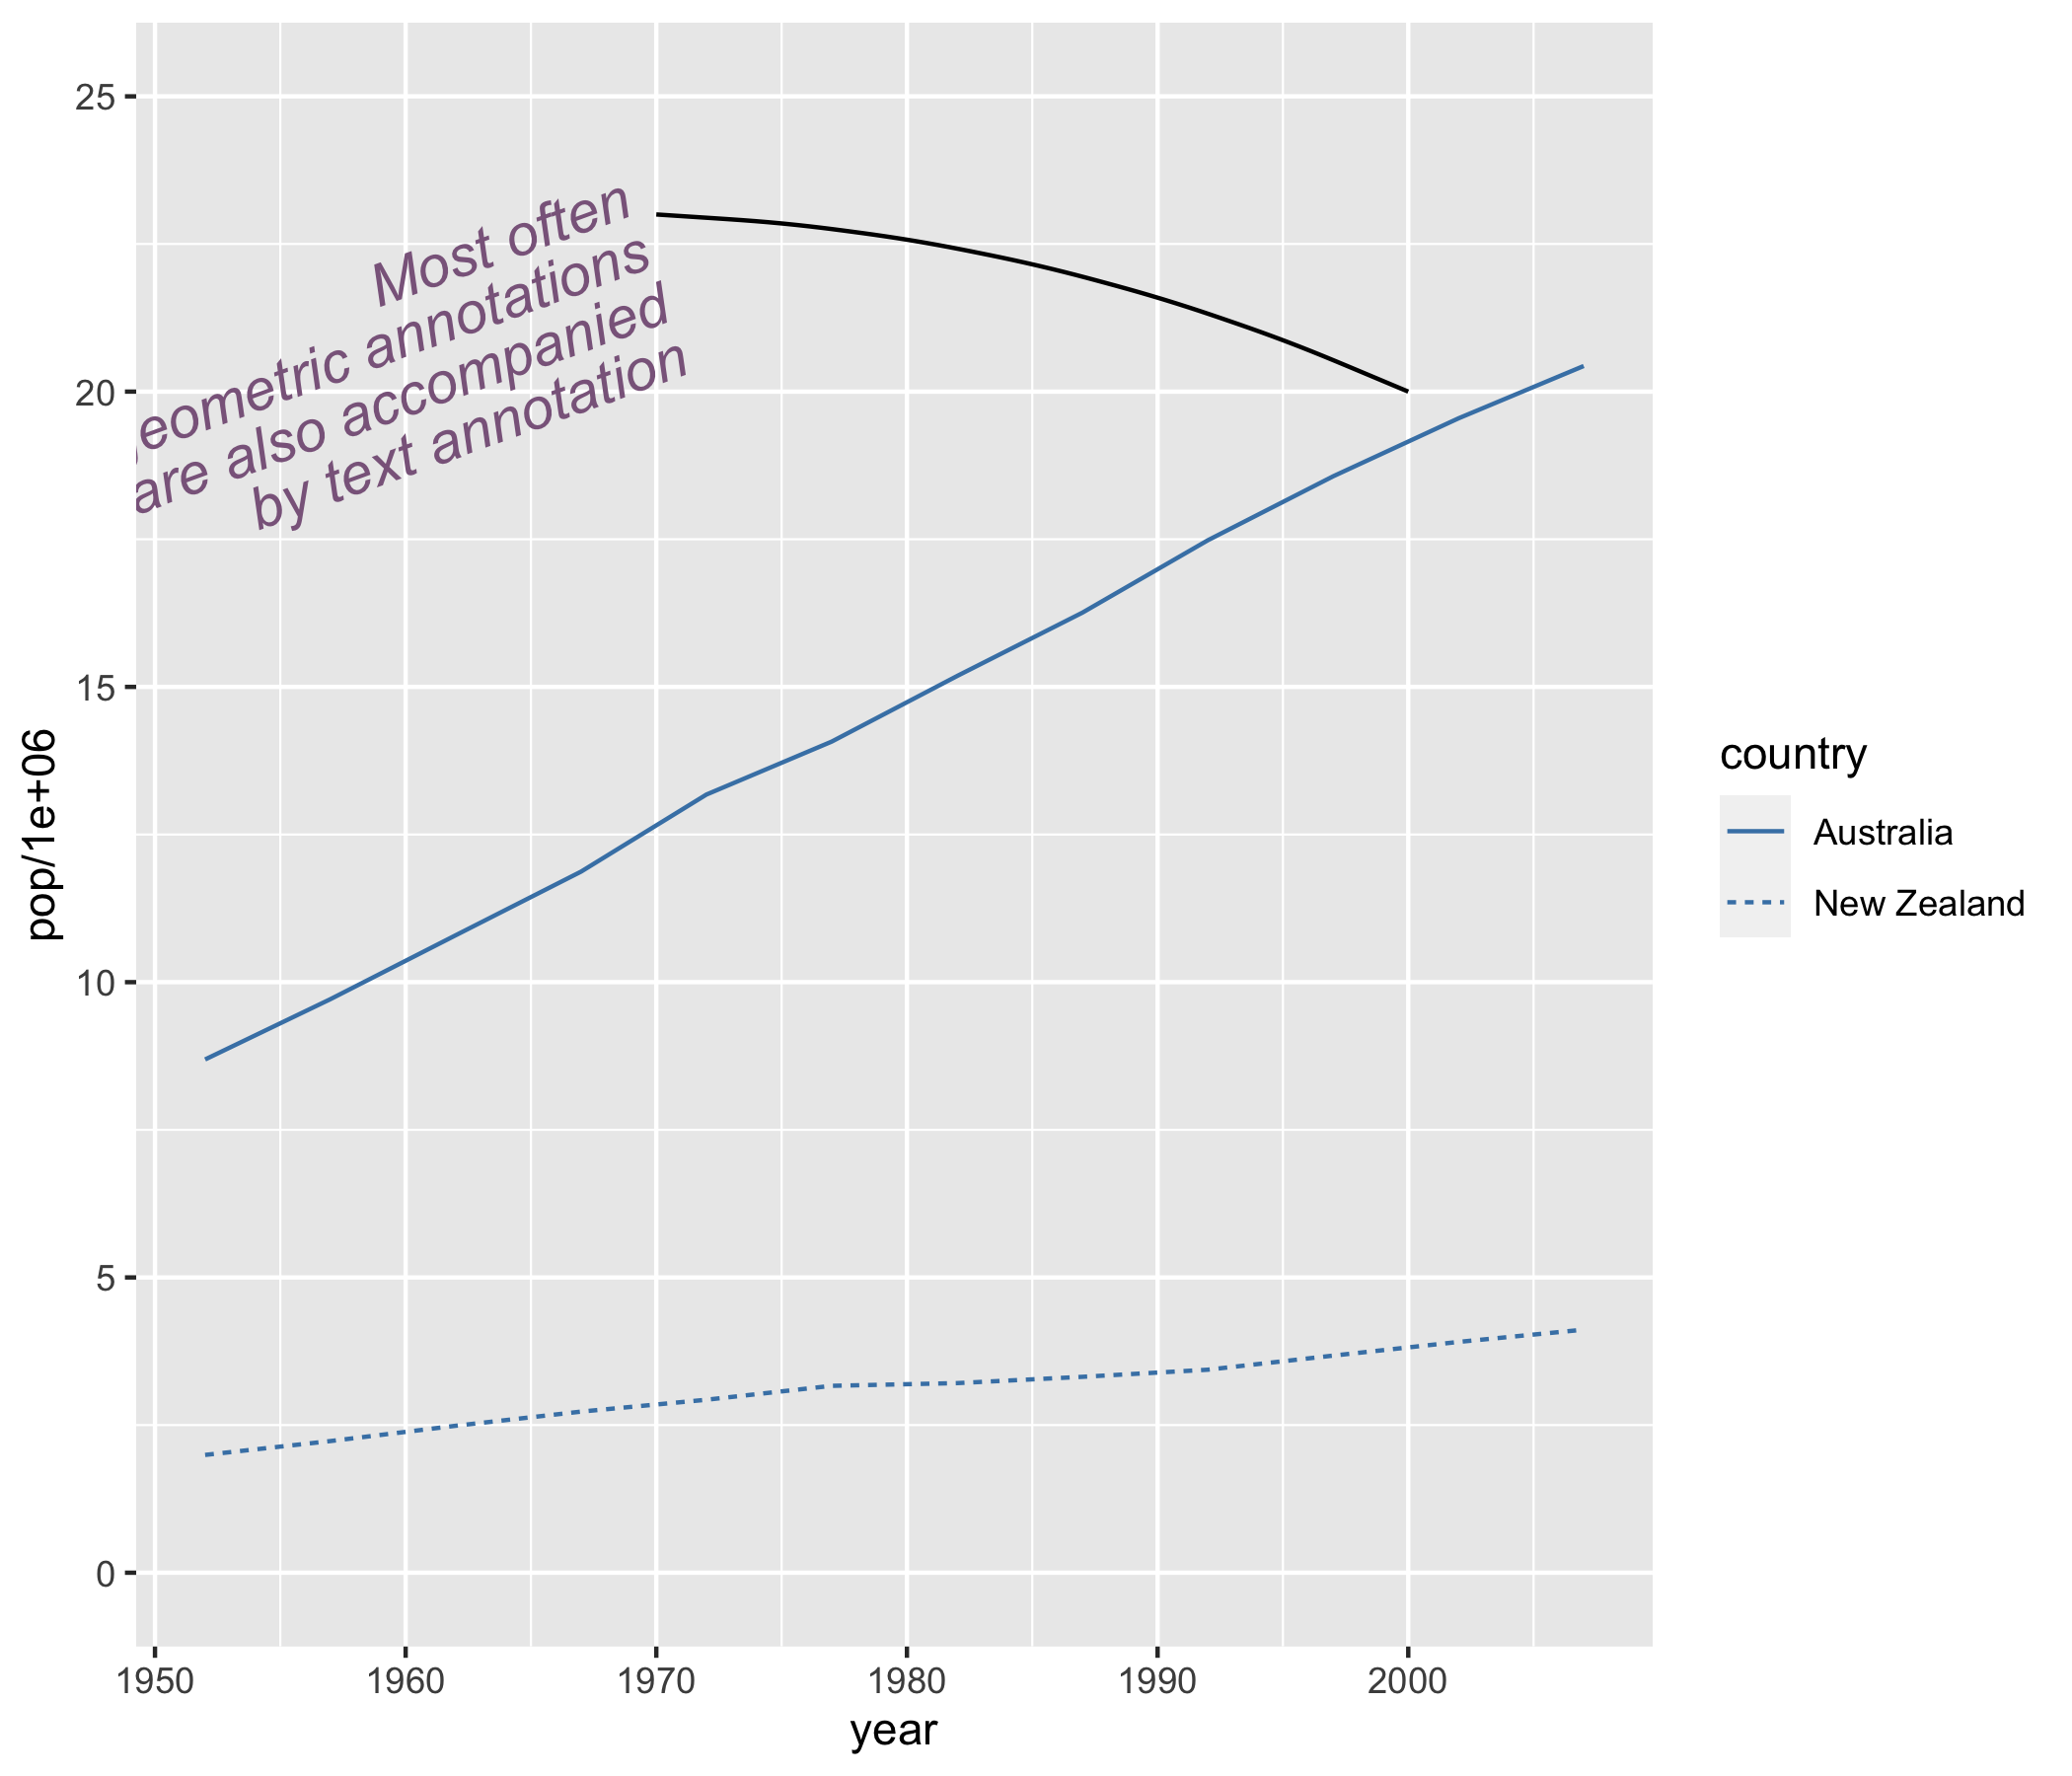 25
20
15
10
5
0
pop/1e+06
Most often
eometric annotations
are also accompanied
by text annotation
1950 1960 1970 1980 1990 2000
year
country
Australia
New Zealand